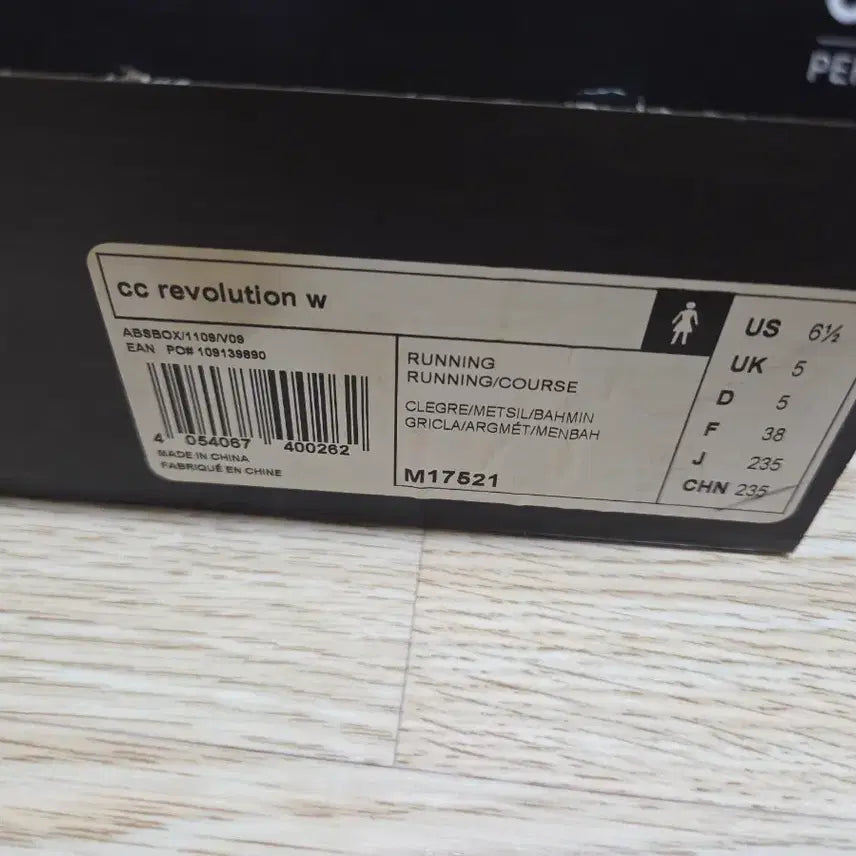 cc revolution w
ABSBOX/1109/V09
EAN PO# 109139890
4 054067 400262
MADE IN CHINA
FABRIQUÉ EN CHINE
RUNNING
RUNNING/COURSE
CLEGRE/METSIL/BAHMIN
GRICLA/ARGMÉT/MENBAH
M17521
US 6½
UK 5
D 5
F 38
J 235
CHN 235